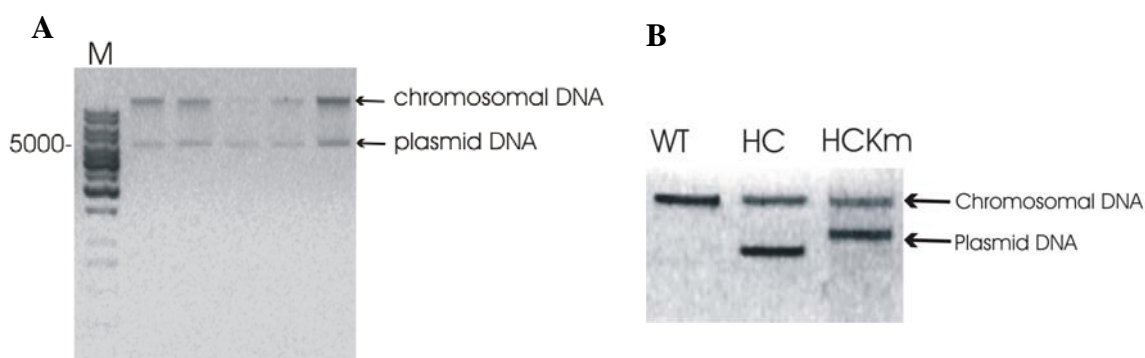 A
M
5000-
chromosomal DNA
plasmid DNA
B
WT HC HCKm
Chromosomal DNA
Plasmid DNA